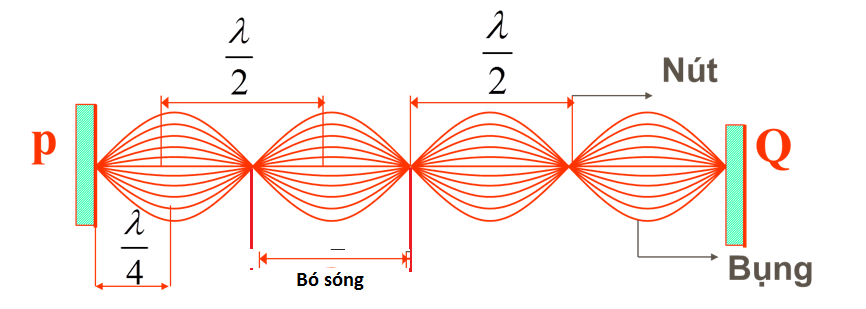 λ/2
λ/2
Nút
p
Q
λ/4
Bó sóng
Bụng